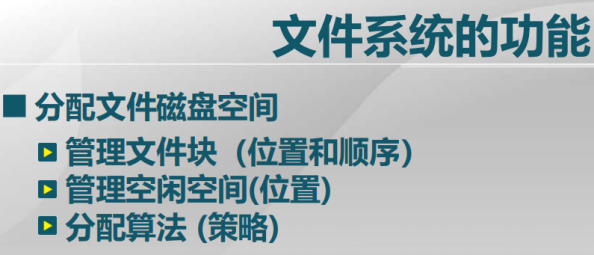 文件系统的功能
分配文件磁盘空间
管理文件块（位置和顺序）
管理空闲空间(位置)
分配算法 (策略)